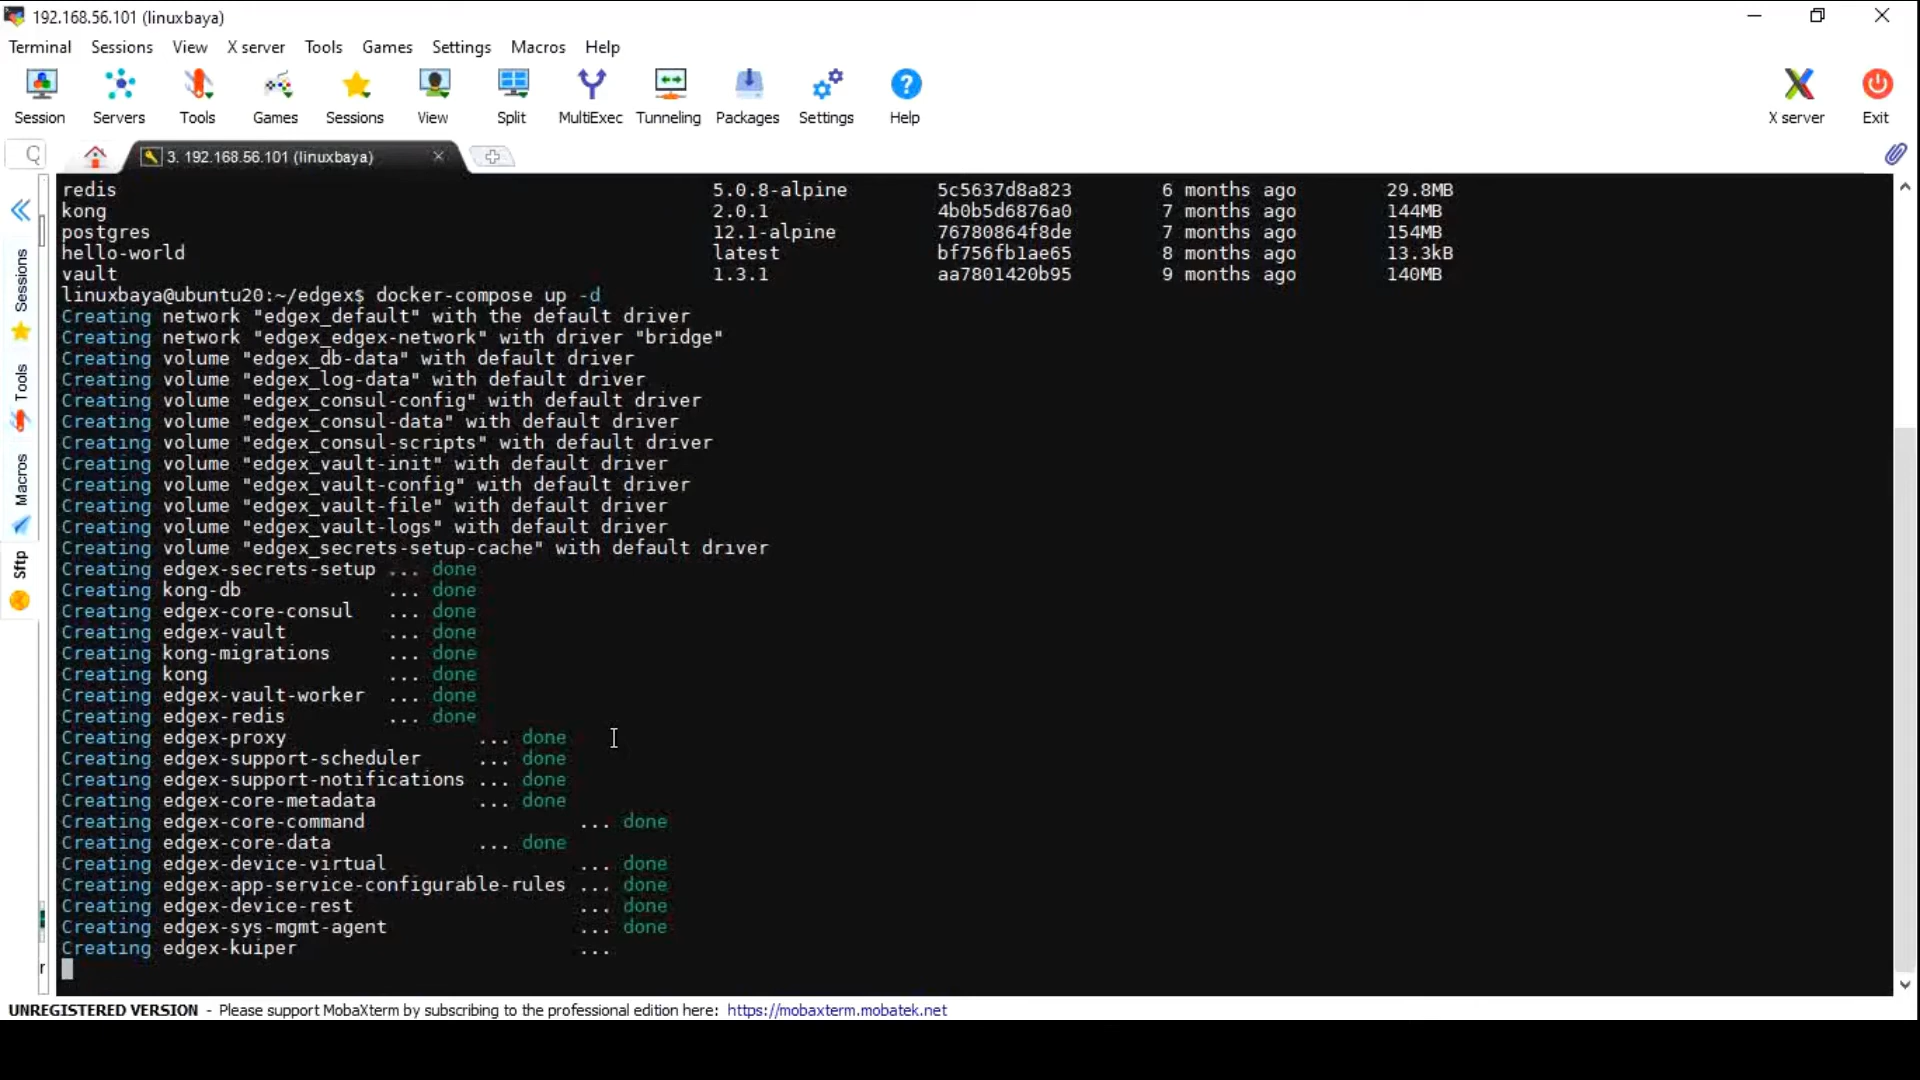 192.168.56.101 (linuxbaya)
Terminal Sessions View X server Tools Games Settings Macros Help
Session Servers Tools Games Sessions View Split MultiExec Tunneling Packages Settings Help X server Exit
3. 192.168.56.101 (linuxbaya)
Sessions
Tools
Macros
Sftp
r
redis 5.0.8-alpine 5c5637d8a823 6 months ago 29.8MB
kong 2.0.1 4b0b5d6876a0 7 months ago 144MB
postgres 12.1-alpine 76780864f8de 7 months ago 154MB
hello-world latest bf756fb1ae65 8 months ago 13.3kB
vault 1.3.1 aa7801420b95 9 months ago 140MB
linuxbaya@ubuntu20:~/edgex$ docker-compose up -d
Creating network "edgex_default" with the default driver
Creating network "edgex_edgex-network" with driver "bridge"
Creating volume "edgex_db-data" with default driver
Creating volume "edgex_log-data" with default driver
Creating volume "edgex_consul-config" with default driver
Creating volume "edgex_consul-data" with default driver
Creating volume "edgex_consul-scripts" with default driver
Creating volume "edgex_vault-init" with default driver
Creating volume "edgex_vault-config" with default driver
Creating volume "edgex_vault-file" with default driver
Creating volume "edgex_vault-logs" with default driver
Creating volume "edgex_secrets-setup-cache" with default driver
Creating edgex-secrets-setup ... done
Creating kong-db ... done
Creating edgex-core-consul ... done
Creating edgex-vault ... done
Creating kong-migrations ... done
Creating kong ... done
Creating edgex-vault-worker ... done
Creating edgex-redis ... done
Creating edgex-proxy ... done
Creating edgex-support-scheduler ... done
Creating edgex-support-notifications ... done
Creating edgex-core-metadata ... done
Creating edgex-core-command ... done
Creating edgex-core-data ... done
Creating edgex-device-virtual ... done
Creating edgex-app-service-configurable-rules ... done
Creating edgex-device-rest ... done
Creating edgex-sys-mgmt-agent ... done
Creating edgex-kuiper ...
UNREGISTERED VERSION - Please support MobaXterm by subscribing to the professional edition here: https://mobaxterm.mobatek.net